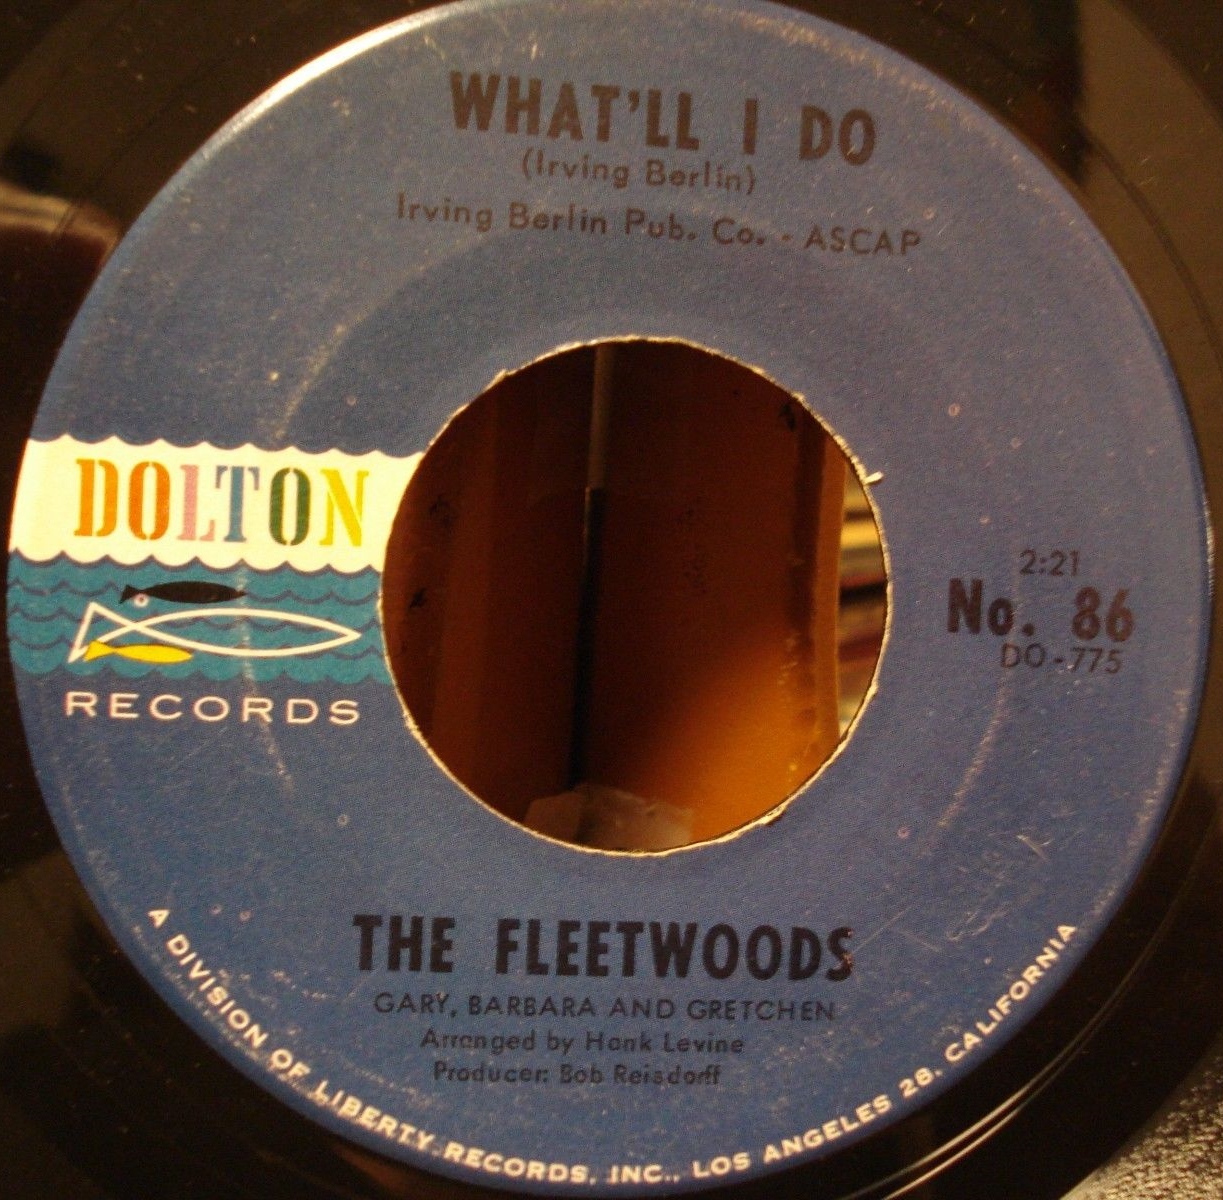 WHAT'LL I DO
(Irving Berlin)
Irving Berlin Pub. Co. - ASCAP
DOLTON
RECORDS
2:21
No. 86
DO-775
THE FLEETWOODS
GARY, BARBARA AND GRETCHEN
Arranged by Hank Levine
Producer: Bob Reisdorff
A DIVISION OF LIBERTY RECORDS, INC., LOS ANGELES 28, CALIFORNIA